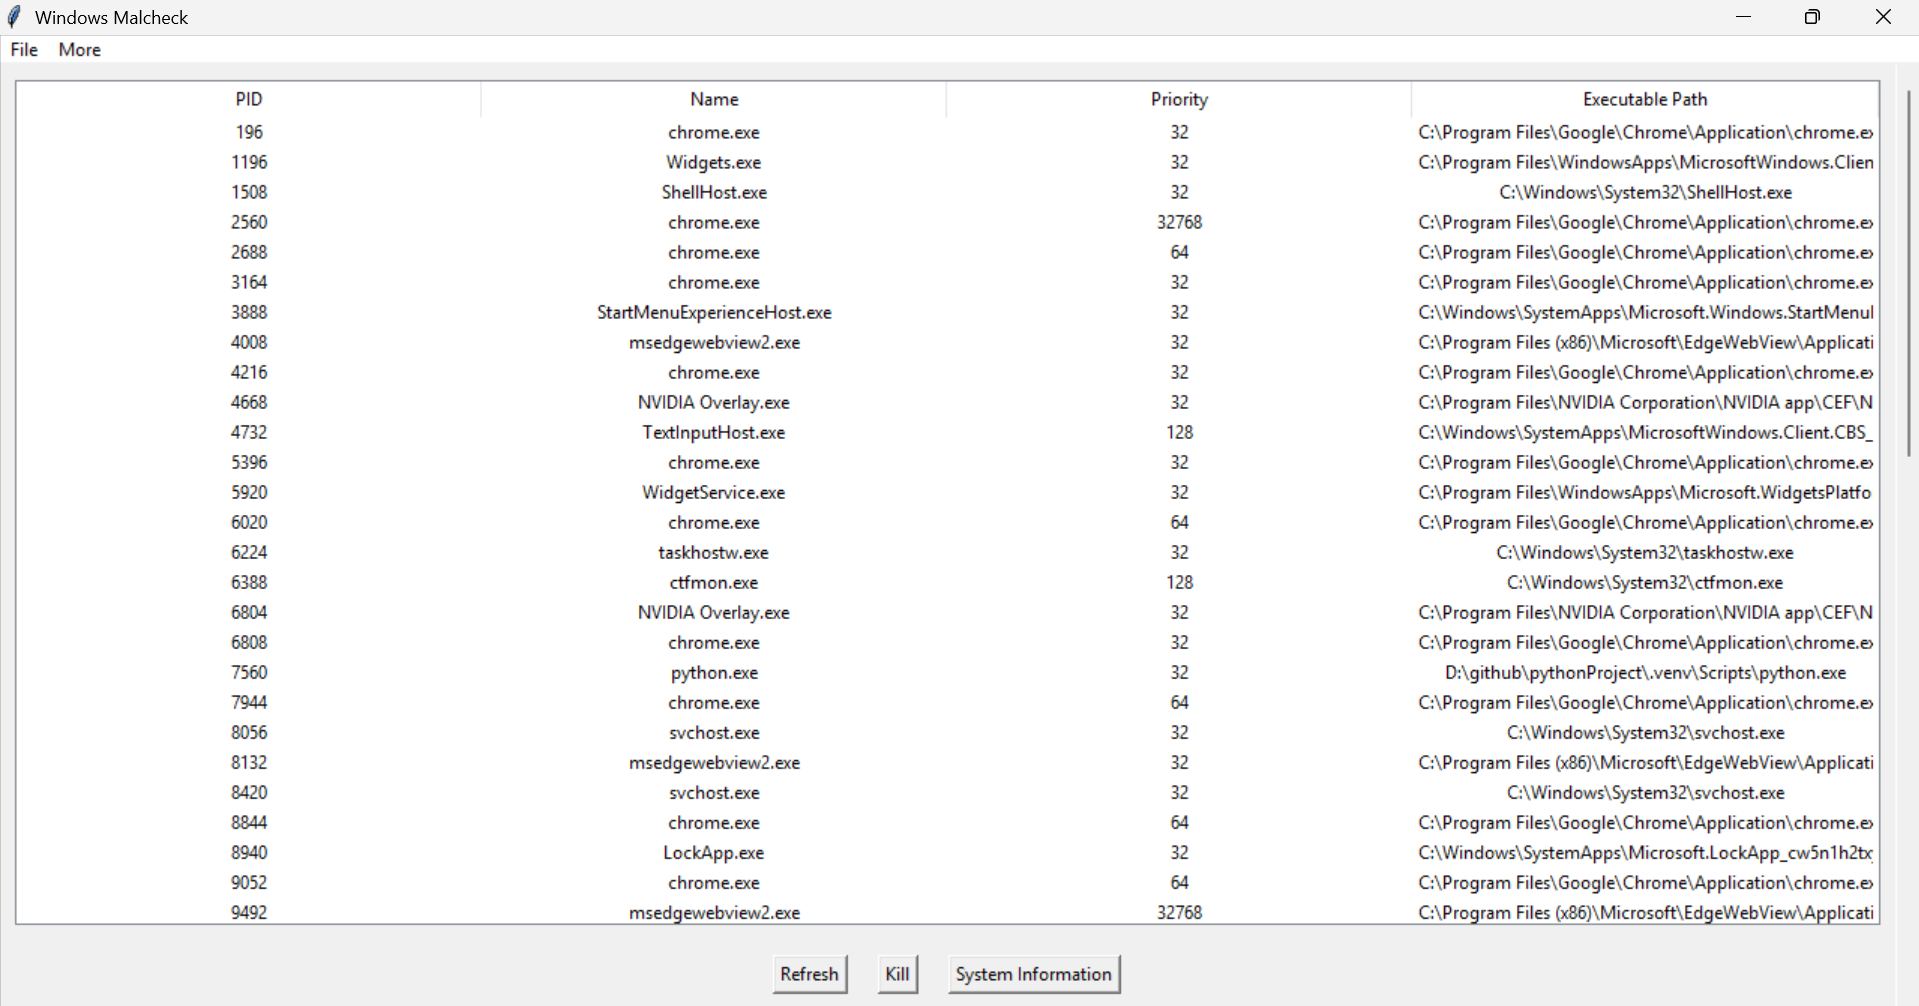 Windows Malcheck
File More
PID Name Priority Executable Path
196 chrome.exe 32 C:\Program Files\Google\Chrome\Application\chrome.ex
1196 Widgets.exe 32 C:\Program Files\WindowsApps\MicrosoftWindows.Clien
1508 ShellHost.exe 32 C:\Windows\System32\ShellHost.exe
2560 chrome.exe 32768 C:\Program Files\Google\Chrome\Application\chrome.ex
2688 chrome.exe 64 C:\Program Files\Google\Chrome\Application\chrome.ex
3164 chrome.exe 32 C:\Program Files\Google\Chrome\Application\chrome.ex
3888 StartMenuExperienceHost.exe 32 C:\Windows\SystemApps\Microsoft.Windows.StartMenuI
4008 msedgewebview2.exe 32 C:\Program Files (x86)\Microsoft\EdgeWebView\Applicati
4216 chrome.exe 32 C:\Program Files\Google\Chrome\Application\chrome.ex
4668 NVIDIA Overlay.exe 32 C:\Program Files\NVIDIA Corporation\NVIDIA app\CEF\N
4732 TextInputHost.exe 128 C:\Windows\SystemApps\MicrosoftWindows.Client.CBS_
5396 chrome.exe 32 C:\Program Files\Google\Chrome\Application\chrome.ex
5920 WidgetService.exe 32 C:\Program Files\WindowsApps\Microsoft.WidgetsPlatfo
6020 chrome.exe 64 C:\Program Files\Google\Chrome\Application\chrome.ex
6224 taskhostw.exe 32 C:\Windows\System32\taskhostw.exe
6388 ctfmon.exe 128 C:\Windows\System32\ctfmon.exe
6804 NVIDIA Overlay.exe 32 C:\Program Files\NVIDIA Corporation\NVIDIA app\CEF\N
6808 chrome.exe 32 C:\Program Files\Google\Chrome\Application\chrome.ex
7560 python.exe 32 D:\github\pythonProject\.venv\Scripts\python.exe
7944 chrome.exe 64 C:\Program Files\Google\Chrome\Application\chrome.ex
8056 svchost.exe 32 C:\Windows\System32\svchost.exe
8132 msedgewebview2.exe 32 C:\Program Files (x86)\Microsoft\EdgeWebView\Applicati
8420 svchost.exe 32 C:\Windows\System32\svchost.exe
8844 chrome.exe 64 C:\Program Files\Google\Chrome\Application\chrome.ex
8940 LockApp.exe 32 C:\Windows\SystemApps\Microsoft.LockApp_cw5n1h2tx
9052 chrome.exe 64 C:\Program Files\Google\Chrome\Application\chrome.ex
9492 msedgewebview2.exe 32768 C:\Program Files (x86)\Microsoft\EdgeWebView\Applicati
Refresh Kill System Information